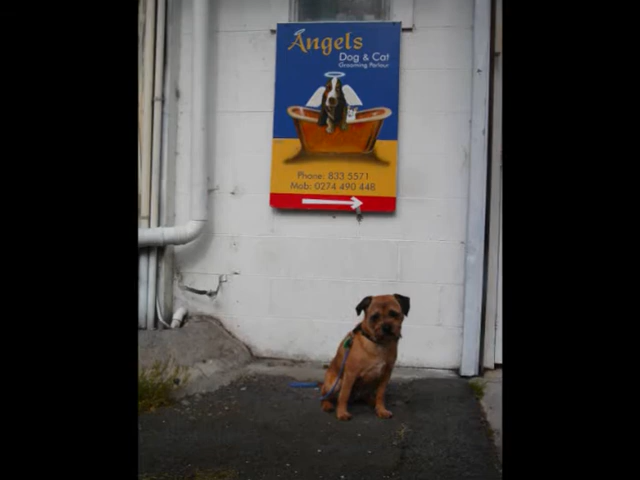 Angels
Dog & Cat
Grooming Parlour
Phone: 833 5571
Mob: 0274 490 448